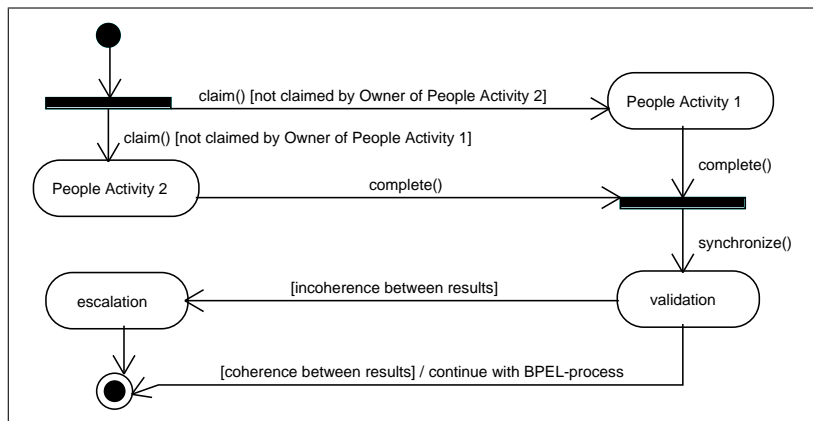 claim() [not claimed by Owner of People Activity 2]
People Activity 1
claim() [not claimed by Owner of People Activity 1]
People Activity 2
complete()
complete()
synchronize()
escalation
[incoherence between results]
validation
[coherence between results] / continue with BPEL-process